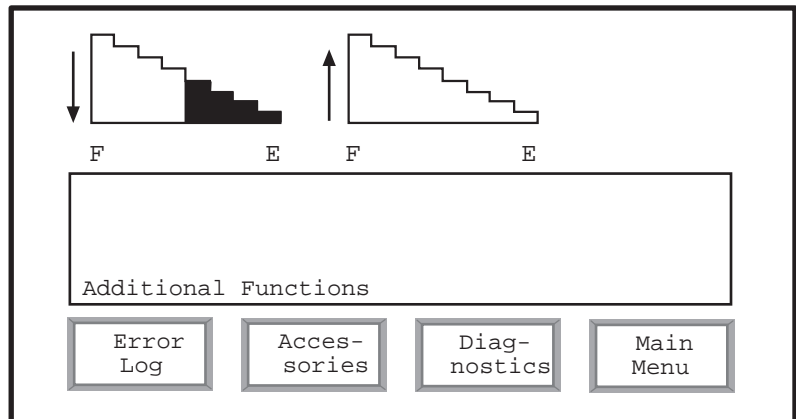 F E F E
Additional Functions
Error Log
Acces- sories
Diag- nostics
Main Menu